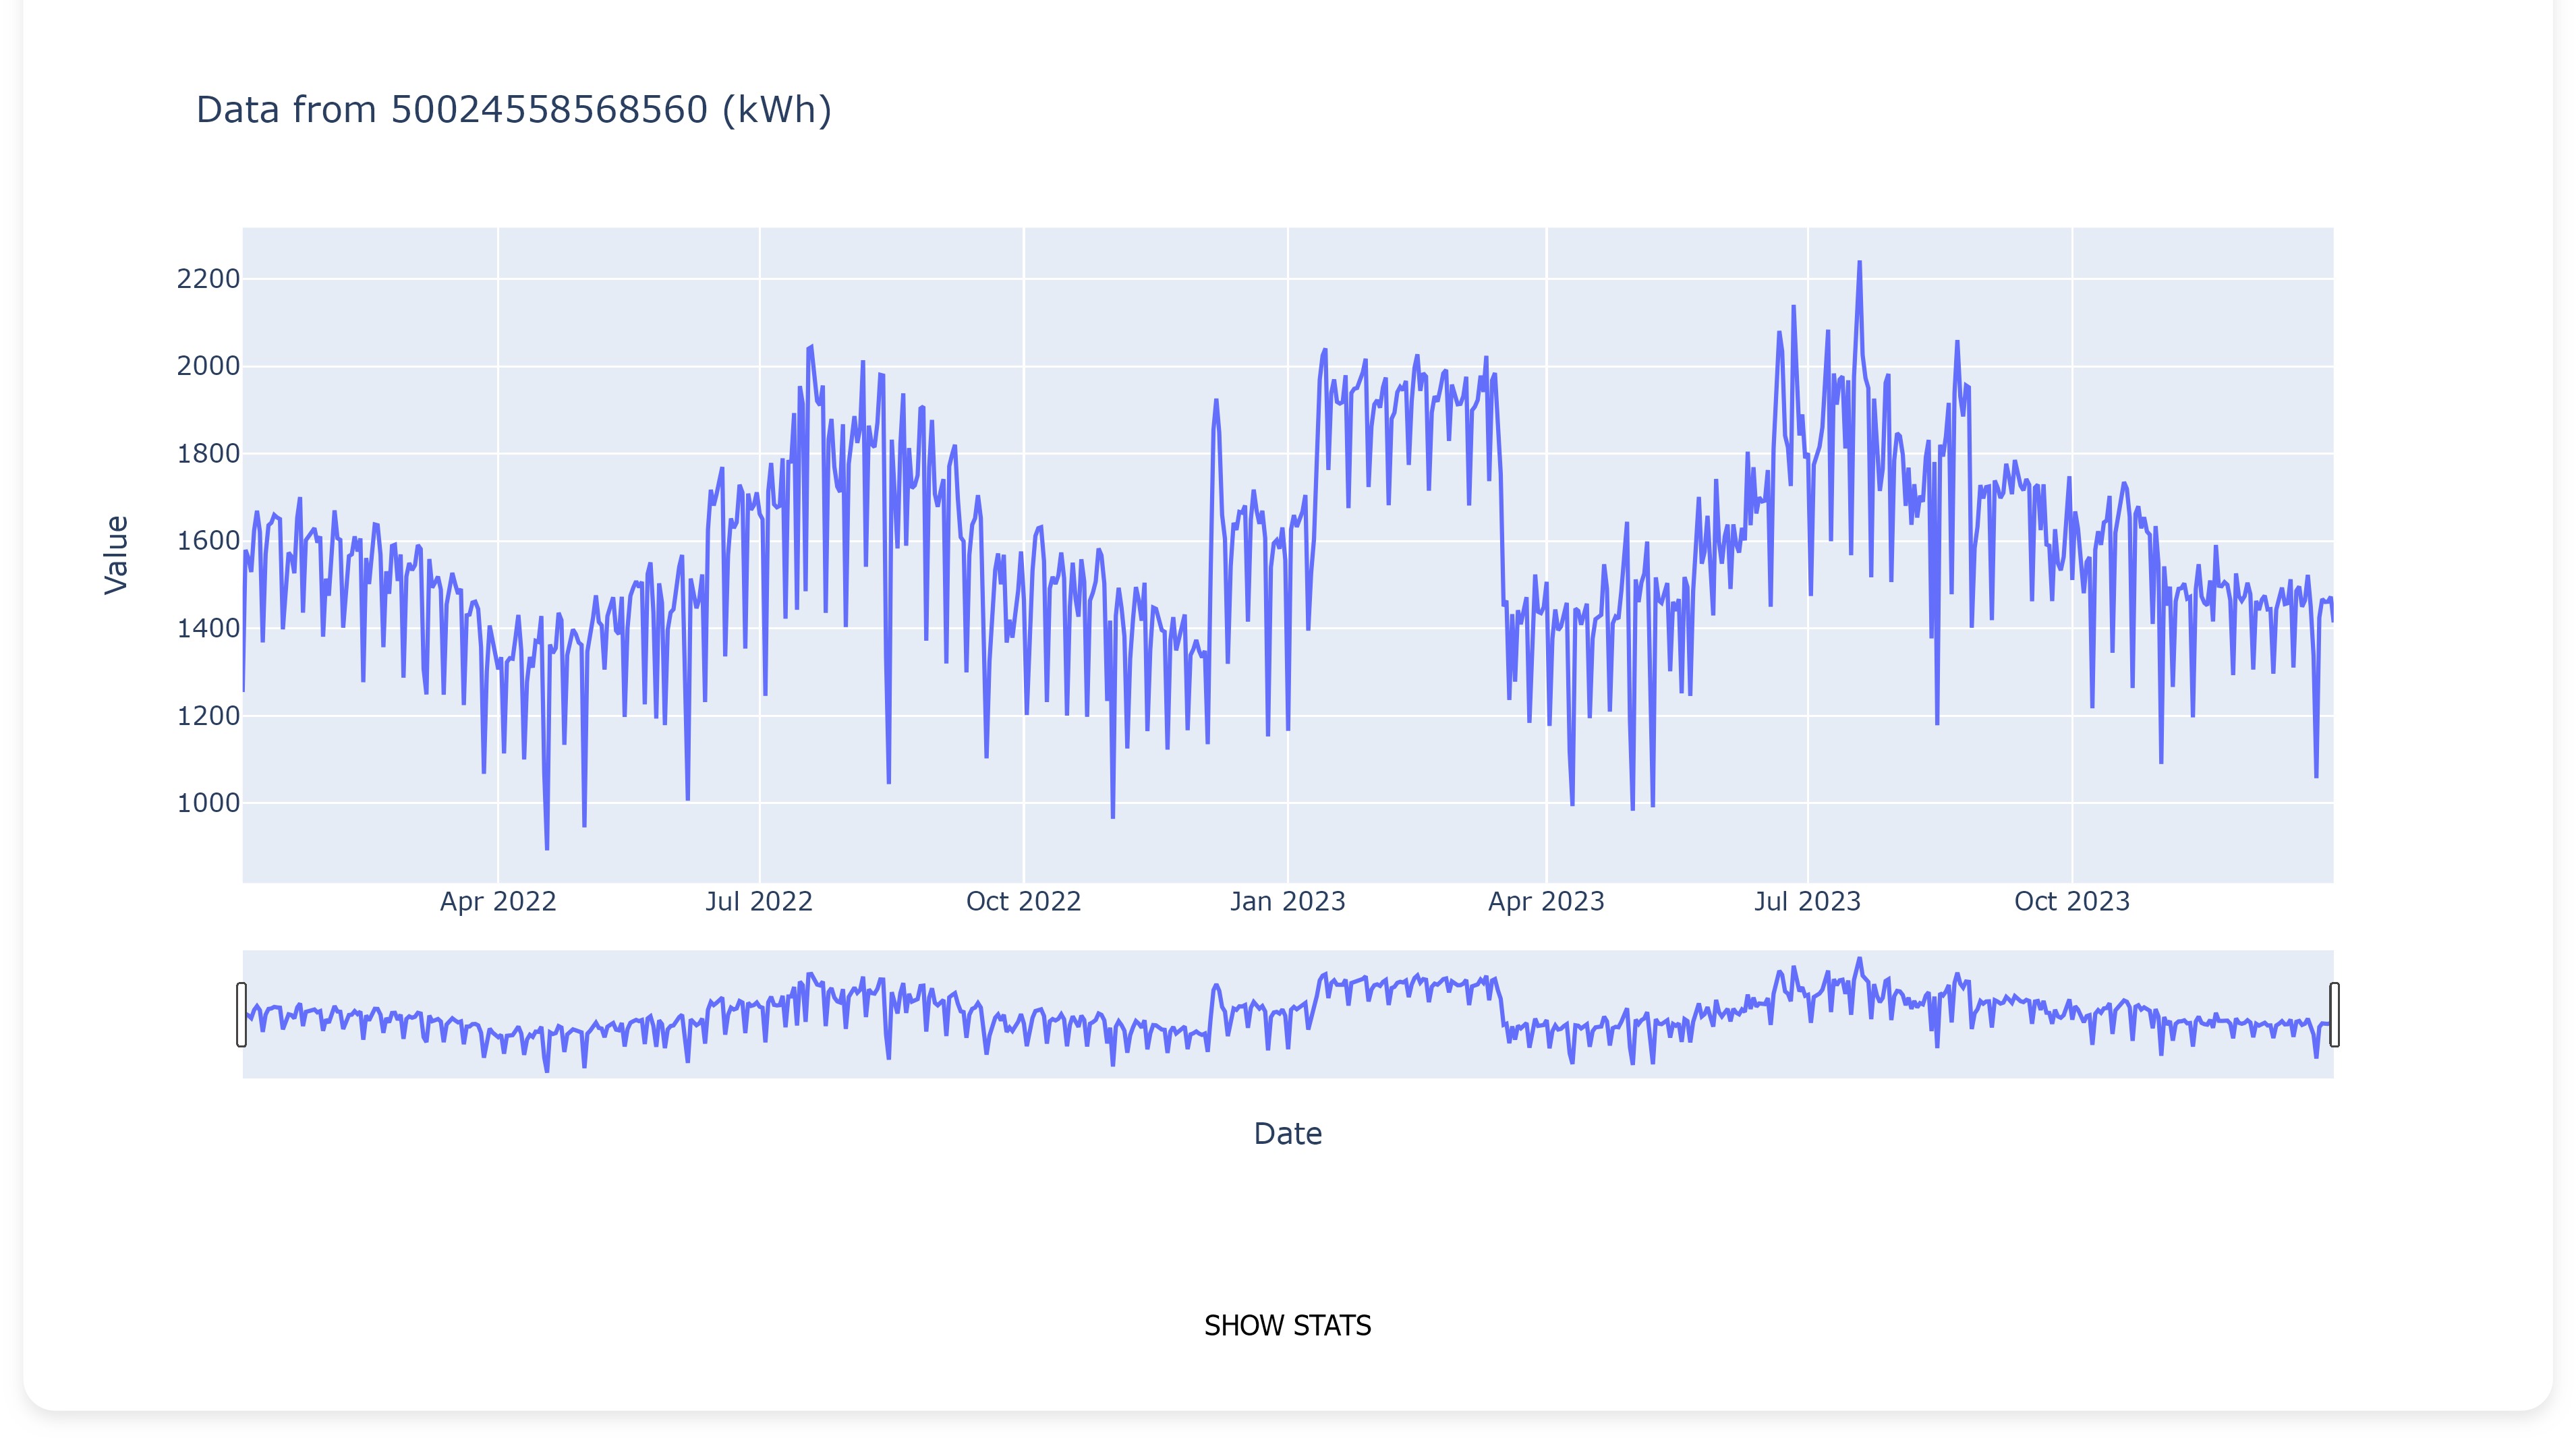 Data from 50024558568560 (kWh)
2200
2000
1800
1600
1400
1200
1000
Value
Apr 2022
Jul 2022
Oct 2022
Jan 2023
Apr 2023
Jul 2023
Oct 2023
Date
SHOW STATS